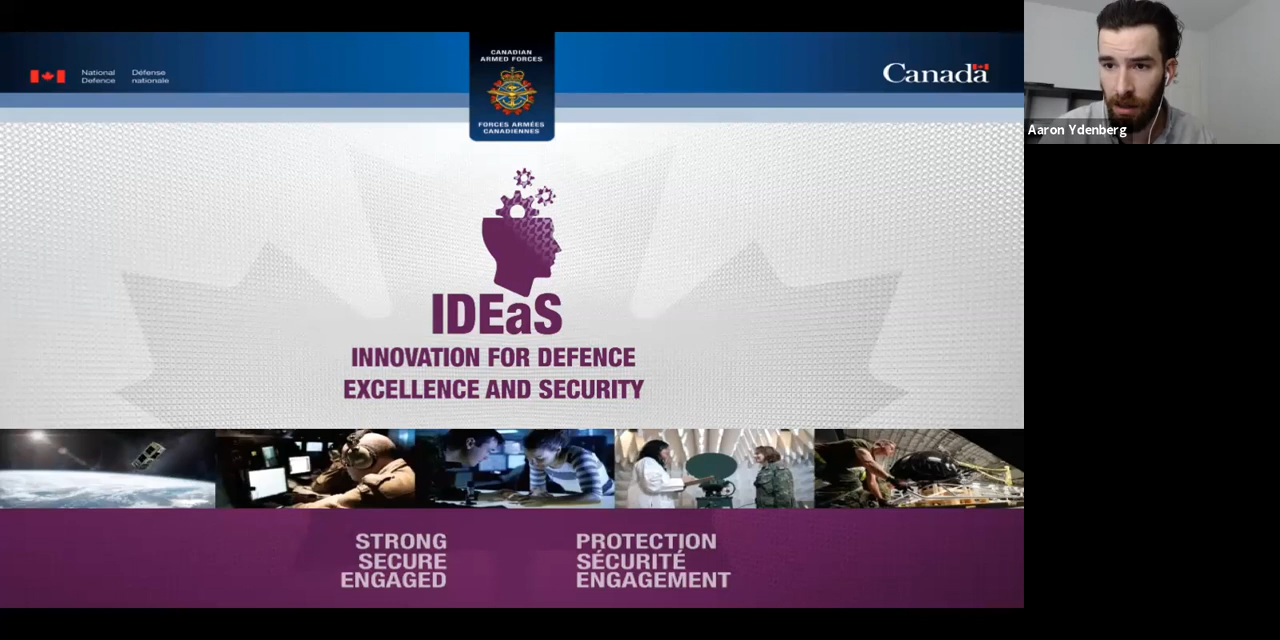 National
Defence
Défense
nationale
CANADIAN
ARMED FORCES
FORCES ARMÉES
CANADIENNES
Canada
Aaron Ydenberg
IDEaS
INNOVATION FOR DEFENCE
EXCELLENCE AND SECURITY
STRONG
SECURE
ENGAGED
PROTECTION
SÉCURITÉ
ENGAGEMENT